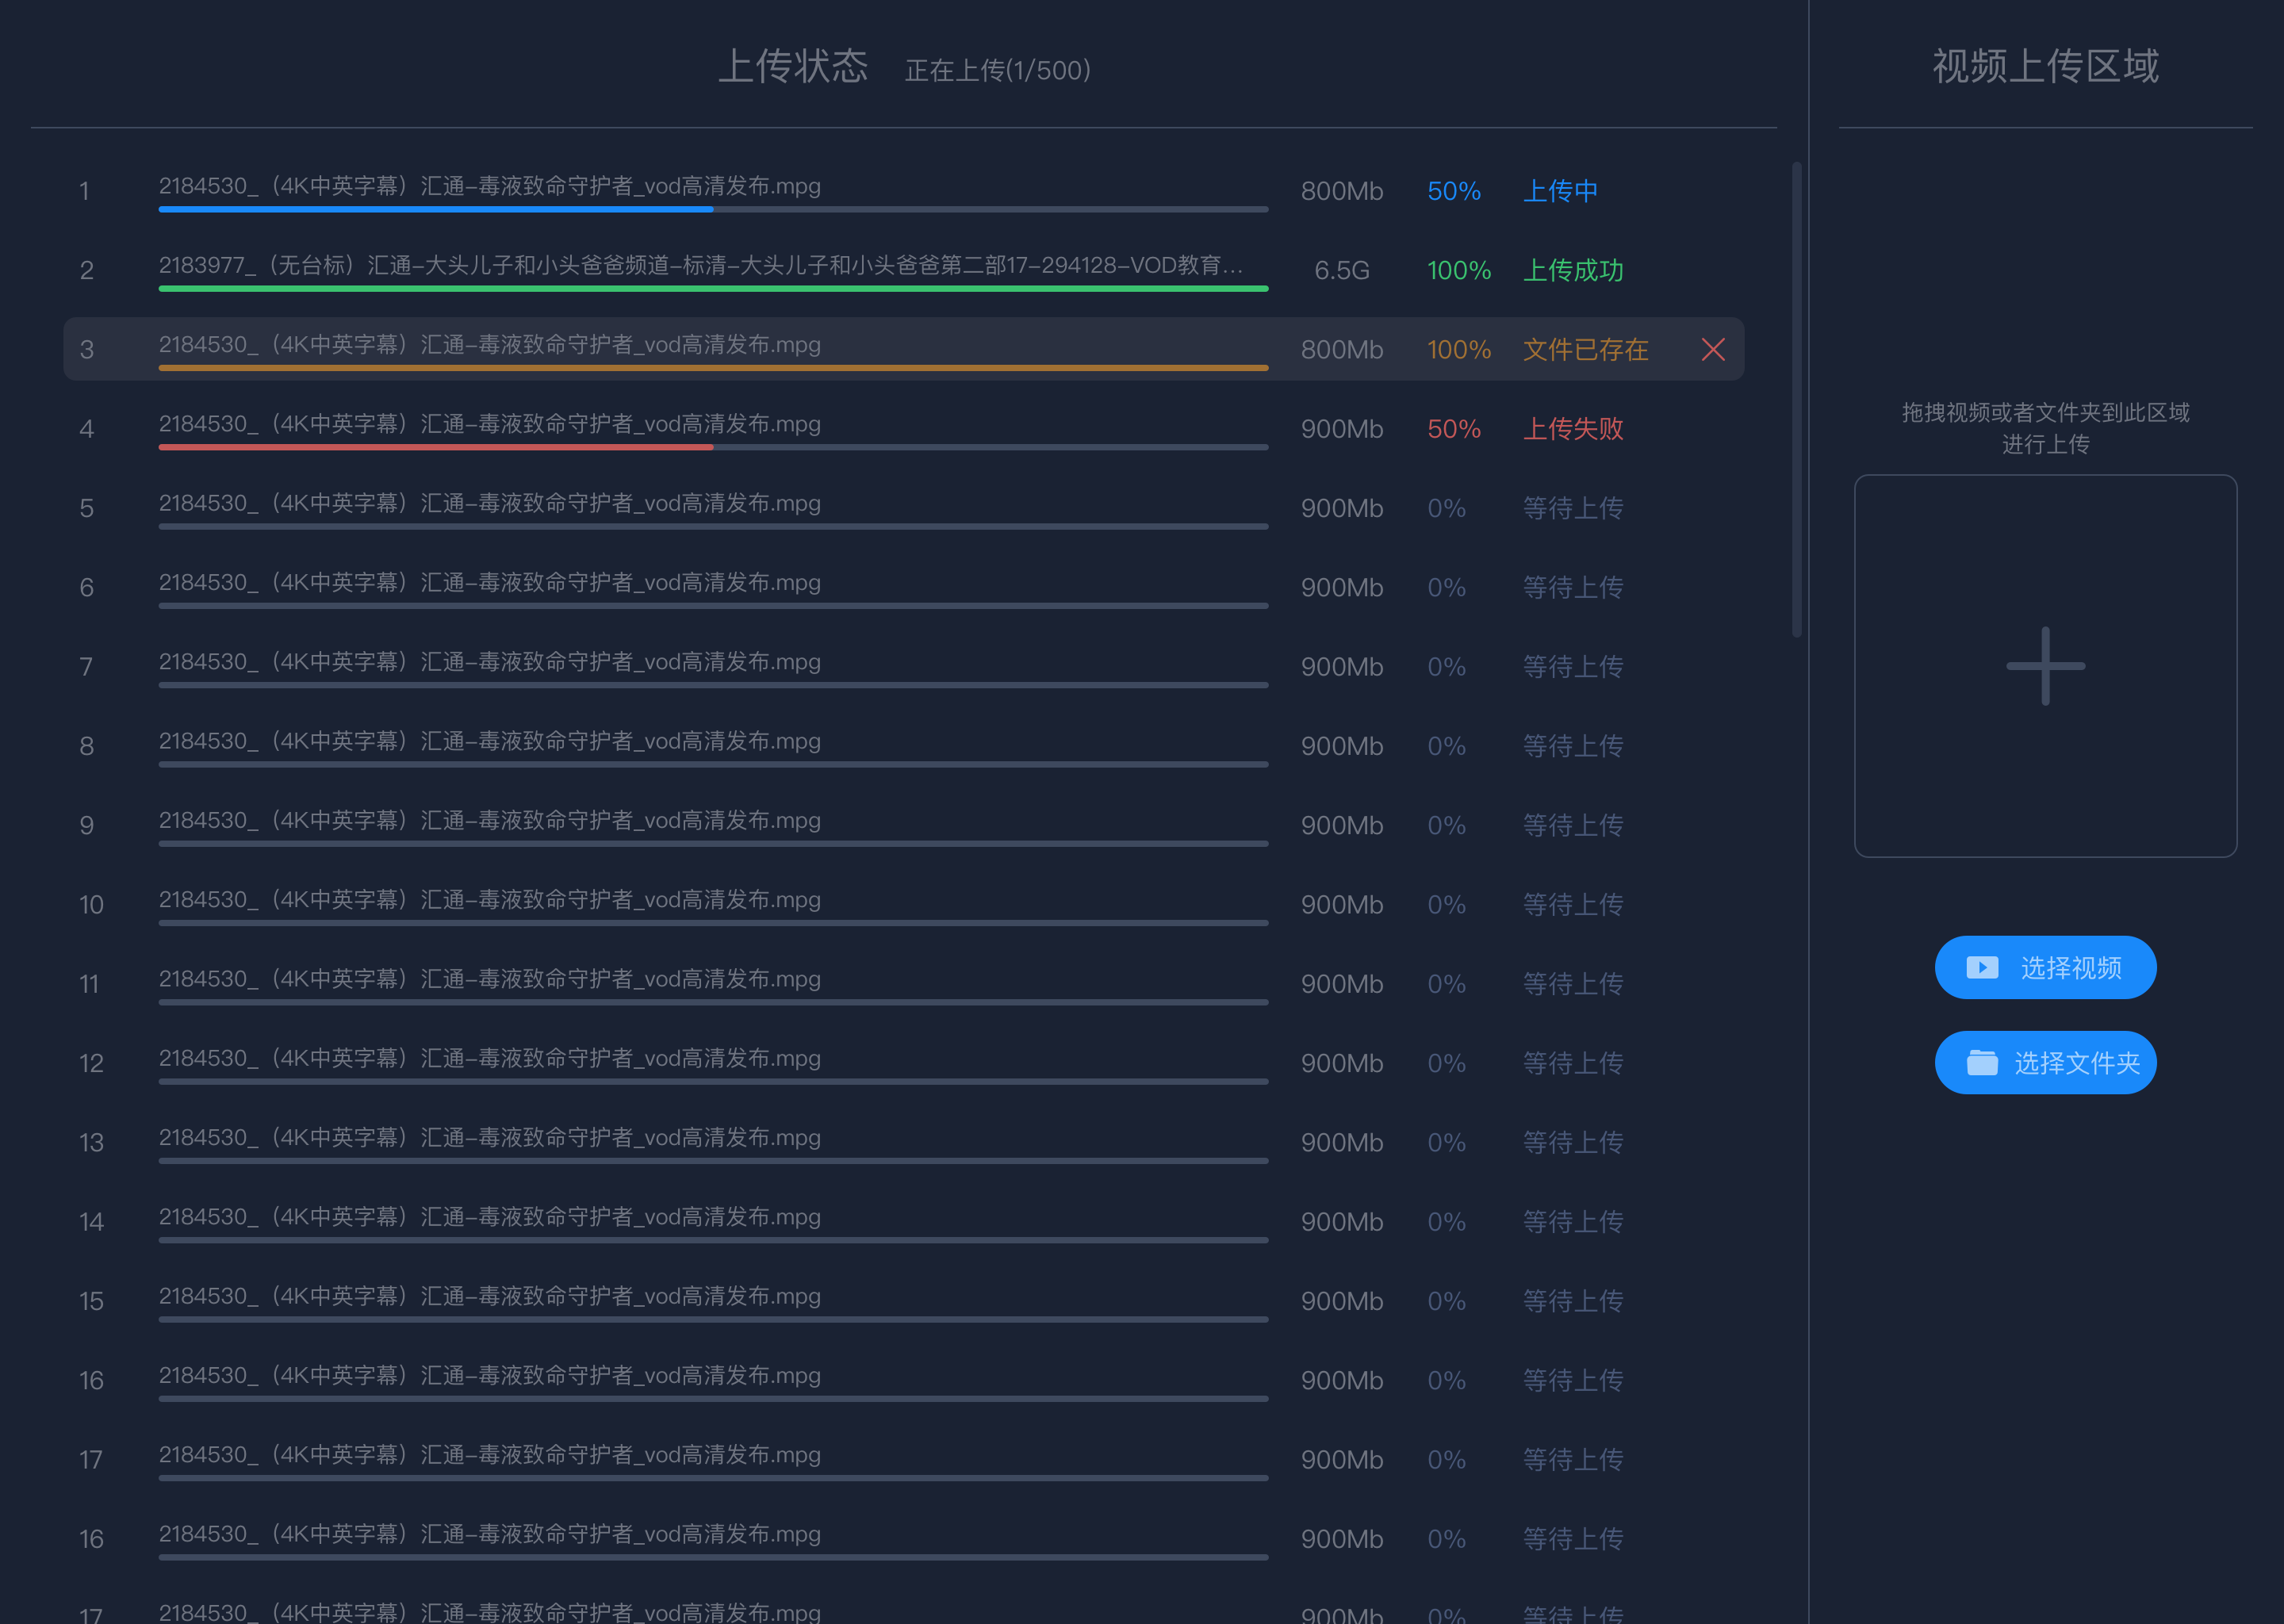 上传状态 正在上传(1/500)
1 2184530_（4K中英字幕）汇通-毒液致命守护者_vod高清发布.mpg 800Mb 50% 上传中
2 2183977_（无台标）汇通-大头儿子和小头爸爸频道-标清-大头儿子和小头爸爸第二部17-294128-VOD教育... 6.5G 100% 上传成功
3 2184530_（4K中英字幕）汇通-毒液致命守护者_vod高清发布.mpg 800Mb 100% 文件已存在
4 2184530_（4K中英字幕）汇通-毒液致命守护者_vod高清发布.mpg 900Mb 50% 上传失败
5 2184530_（4K中英字幕）汇通-毒液致命守护者_vod高清发布.mpg 900Mb 0% 等待上传
6 2184530_（4K中英字幕）汇通-毒液致命守护者_vod高清发布.mpg 900Mb 0% 等待上传
7 2184530_（4K中英字幕）汇通-毒液致命守护者_vod高清发布.mpg 900Mb 0% 等待上传
8 2184530_（4K中英字幕）汇通-毒液致命守护者_vod高清发布.mpg 900Mb 0% 等待上传
9 2184530_（4K中英字幕）汇通-毒液致命守护者_vod高清发布.mpg 900Mb 0% 等待上传
10 2184530_（4K中英字幕）汇通-毒液致命守护者_vod高清发布.mpg 900Mb 0% 等待上传
11 2184530_（4K中英字幕）汇通-毒液致命守护者_vod高清发布.mpg 900Mb 0% 等待上传
12 2184530_（4K中英字幕）汇通-毒液致命守护者_vod高清发布.mpg 900Mb 0% 等待上传
13 2184530_（4K中英字幕）汇通-毒液致命守护者_vod高清发布.mpg 900Mb 0% 等待上传
14 2184530_（4K中英字幕）汇通-毒液致命守护者_vod高清发布.mpg 900Mb 0% 等待上传
15 2184530_（4K中英字幕）汇通-毒液致命守护者_vod高清发布.mpg 900Mb 0% 等待上传
16 2184530_（4K中英字幕）汇通-毒液致命守护者_vod高清发布.mpg 900Mb 0% 等待上传
17 2184530_（4K中英字幕）汇通-毒液致命守护者_vod高清发布.mpg 900Mb 0% 等待上传
16 2184530_（4K中英字幕）汇通-毒液致命守护者_vod高清发布.mpg 900Mb 0% 等待上传
17 2184530_（4K中英字幕）汇通-毒液致命守护者_vod高清发布.mpg 900Mb 0% 等待上传
视频上传区域
拖拽视频或者文件夹到此区域
进行上传
选择视频
选择文件夹